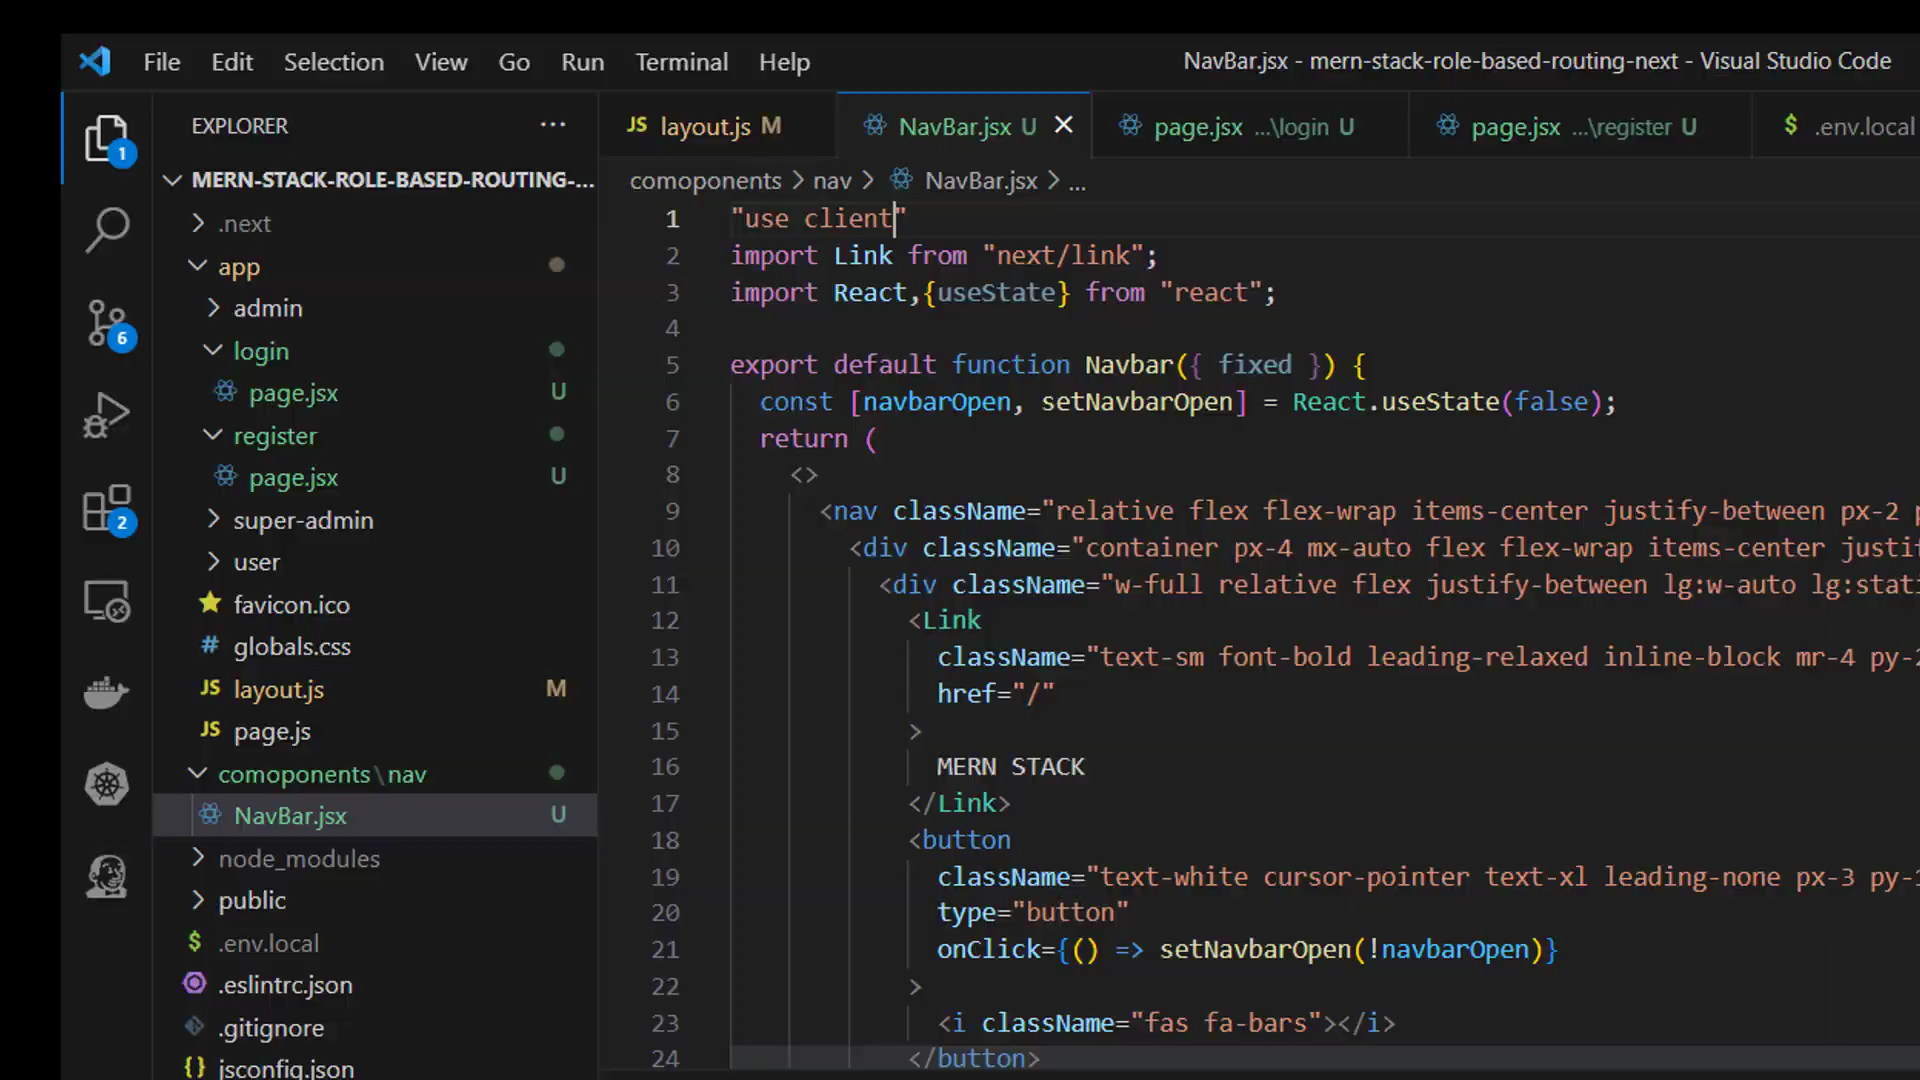 File Edit Selection View Go Run Terminal Help
NavBar.jsx - mern-stack-role-based-routing-next - Visual Studio Code
EXPLORER ...
JS layout.js M
NavBar.jsx U
page.jsx ...\login U
page.jsx ...\register U
$ .env.local
1
6
2
MERN-STACK-ROLE-BASED-ROUTING-...
.next
app
admin
login
page.jsx U
register
page.jsx U
super-admin
user
favicon.ico
# globals.css
JS layout.js M
JS page.js
comoponents\nav
NavBar.jsx U
node_modules
public
$ .env.local
.eslintrc.json
.gitignore
{} jsconfig.json
comoponents > nav > NavBar.jsx > ...
1 "use client"
2 import Link from "next/link";
3 import React,{useState} from "react";
4
5 export default function Navbar({ fixed }) {
6 const [navbarOpen, setNavbarOpen] = React.useState(false);
7 return (
8 <>
9 <nav className="relative flex flex-wrap items-center justify-between px-2
10 <div className="container px-4 mx-auto flex flex-wrap items-center
11 <div className="w-full relative flex justify-between lg:w-auto
12 <Link
13 className="text-sm font-bold leading-relaxed inline-block mr-4
14 href="/"
15 >
16 MERN STACK
17 </Link>
18 <button
19 className="text-white cursor-pointer text-xl leading-none px-3
20 type="button"
21 onClick={() => setNavbarOpen(!navbarOpen)}
22 >
23 <i className="fas fa-bars"></i>
24 </button>